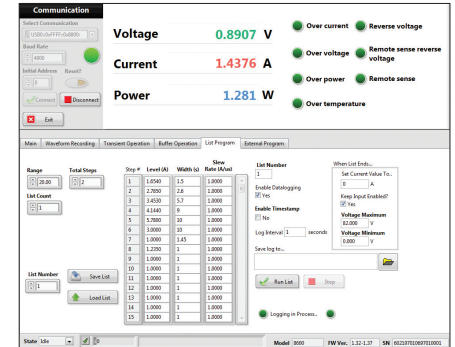 Communication
Select Communication
USB0::0xFFFF::0x8800::
Baud Rate
4800
Initial Address Reset?
0
Connect Disconnect
Exit
Voltage 0.8907 V
Current 1.4376 A
Power 1.281 W
Over current Reverse voltage
Over voltage Remote sense reverse voltage
Over power Remote sense
Over temperature
Main Waveform Recording Transient Operation Buffer Operation List Program External Program
Range Total Steps
20.00 2
List Count
1
List Number
1
Save List
Load List
Step # Level (A) Width (s) Slew Rate (A/us)
1 1.6540 1.5 1.0000
2 2.7850 2.6 1.0000
3 3.4530 5.7 1.0000
4 4.1440 9 1.0000
5 5.7880 10 1.0000
6 3.0000 10 1.0000
7 1.0000 1.45 1.0000
8 1.2350 1 1.0000
9 1.0000 1 1.0000
10 1.0000 1 1.0000
11 1.0000 1 1.0000
12 1.0000 1 1.0000
13 1.0000 1 1.0000
14 1.0000 1 1.0000
15 1.0000 1 1.0000
List Number
1
Enable Datalogging
Yes
Enable Timestamp
No
Log Interval 1 seconds
Save log to...
Run List Stop
Logging in Process..
When List Ends...
Set Current Value To..
0 A
Keep Input Enabled?
Yes
Voltage Maximum
82.000 V
Voltage Minimum
0.000 V
State Idle 0
Model 8600 FW Ver. 1.32-1.37 SN 602197010697010001